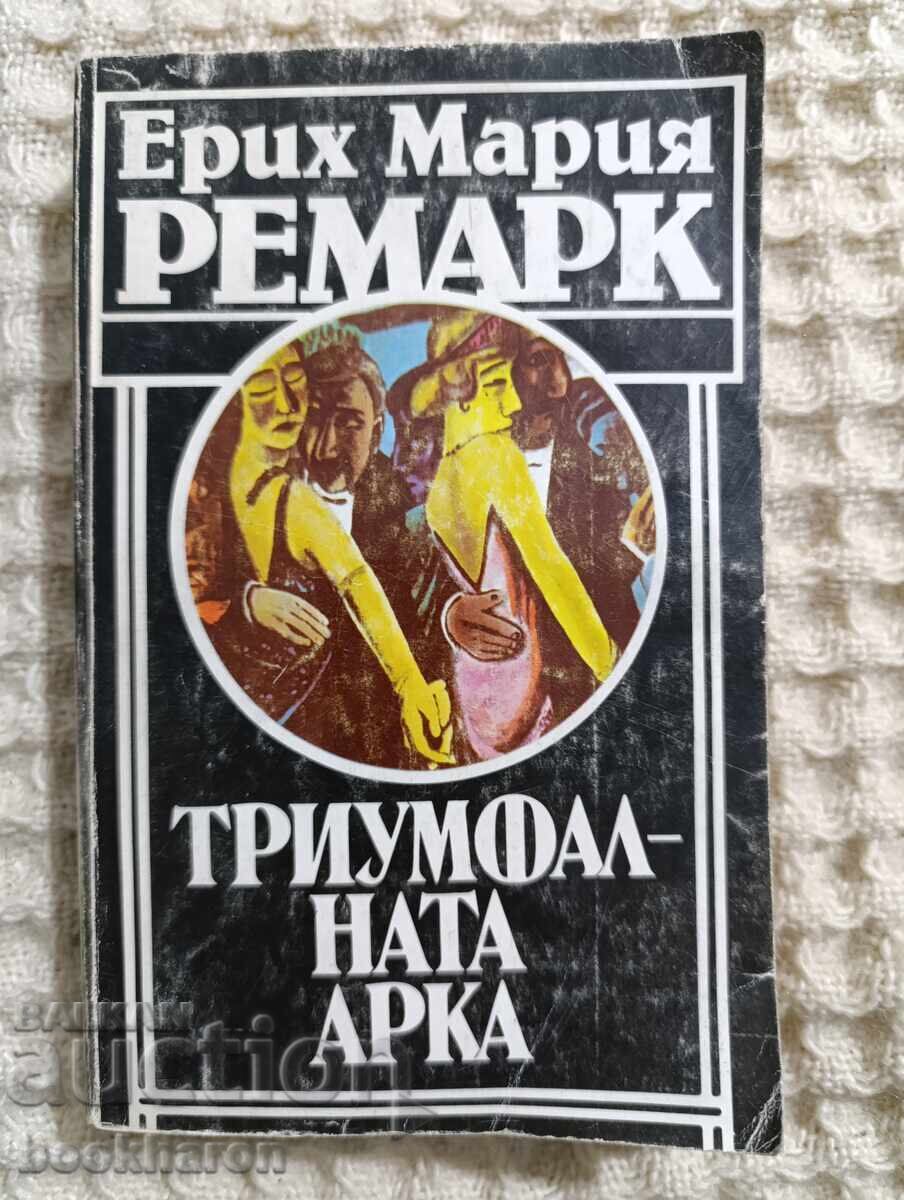 Ерих Мария
РЕМАРК
ТРИУМФАЛ-
НАТА
АРКА
BALKAN
auction
bookharon